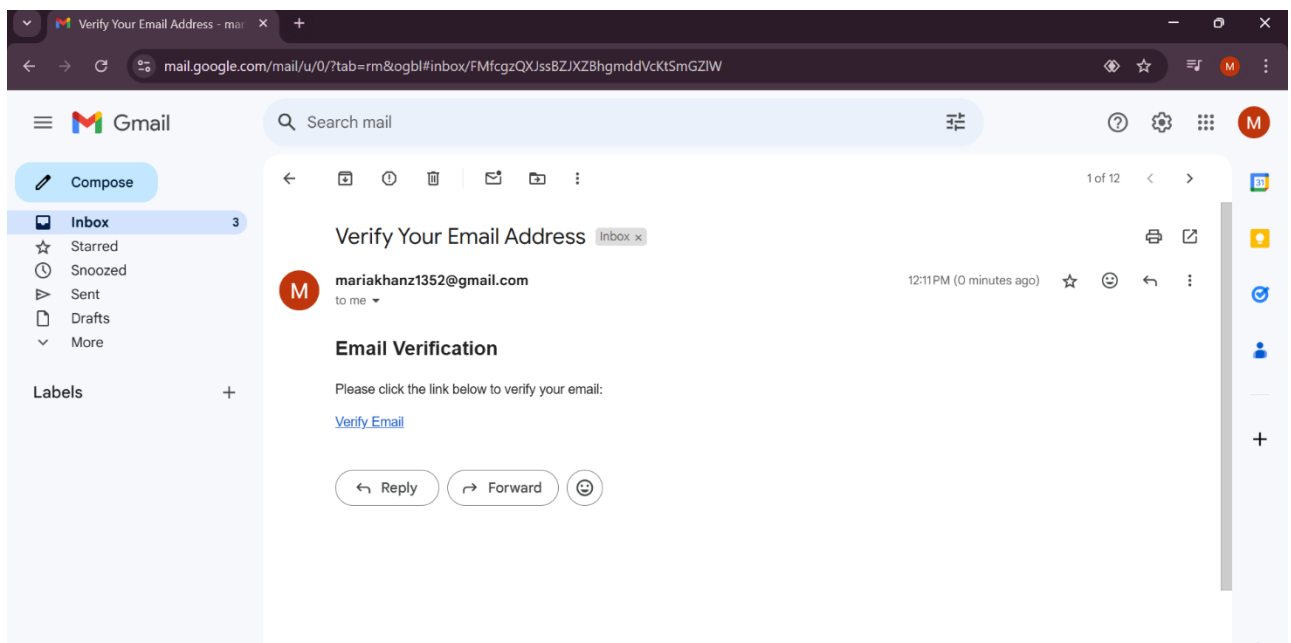 Verify Your Email Address - mar
mail.google.com/mail/u/0/?tab=rm&ogbl#inbox/FMfcgzQXJssBZJXZBhgmddVcKtSmGZlW
M
Gmail
Search mail
M
Compose
1 of 12
31
Inbox 3
Starred
Snoozed
Sent
Drafts
More
Labels
Verify Your Email Address Inbox x
M
mariakhanz1352@gmail.com
12:11 PM (0 minutes ago)
to me
Email Verification
Please click the link below to verify your email:
Verify Email
Reply
Forward